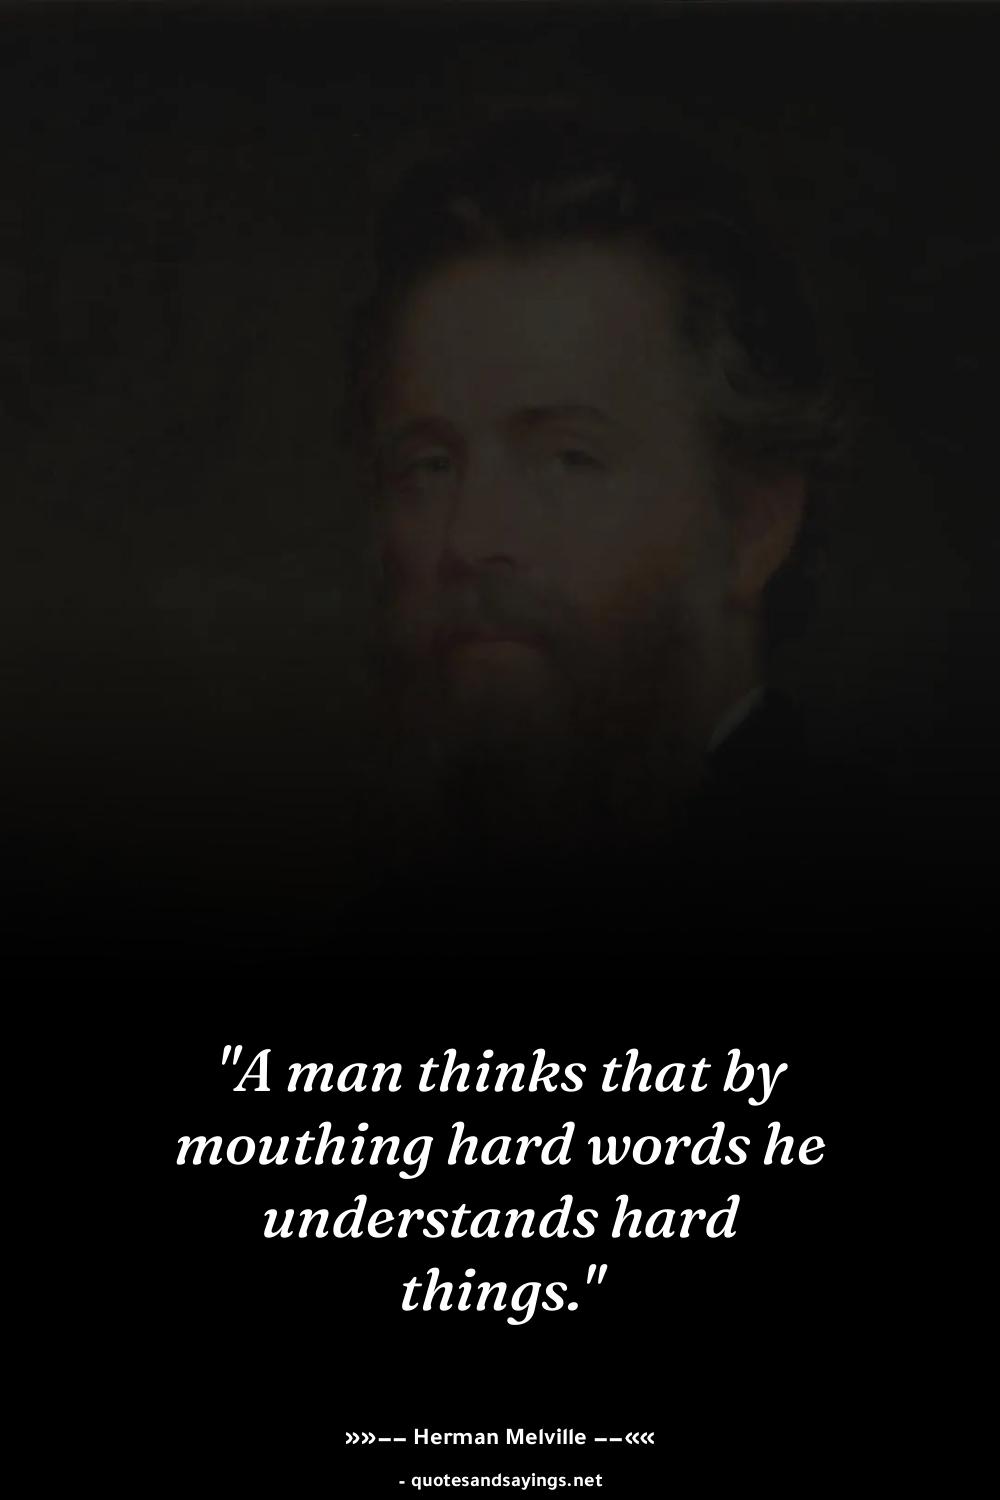 "A man thinks that by
mouthing hard words he
understands hard
things."
»»−− Herman Melville −−««
- quotesandsayings.net